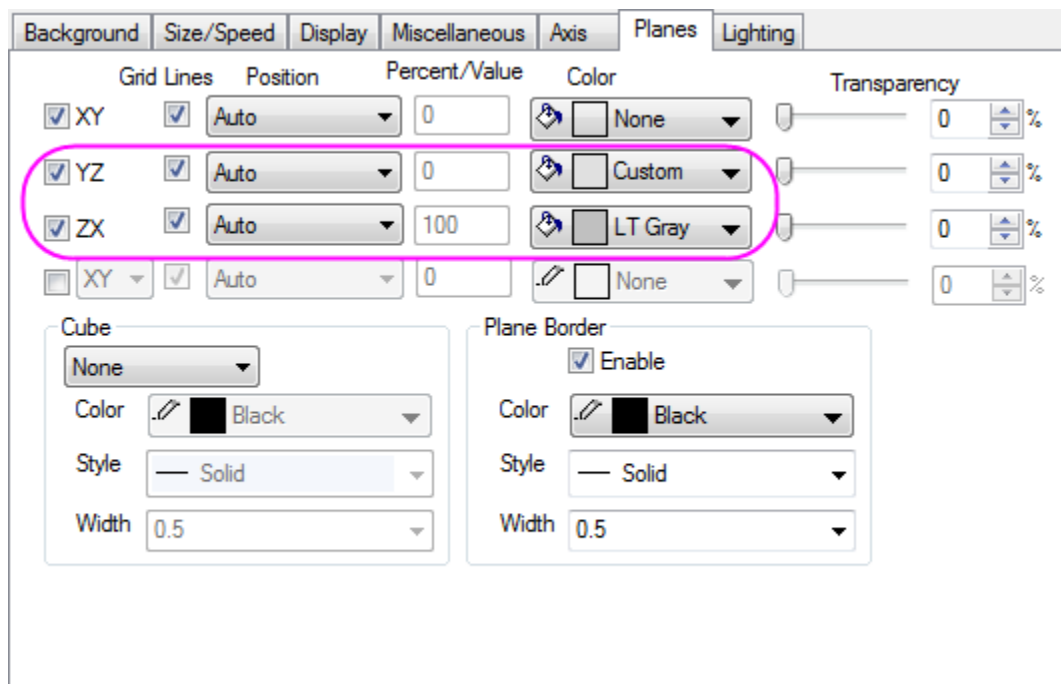 Background Size/Speed Display Miscellaneous Axis Planes Lighting
Grid Lines Position Percent/Value Color Transparency
XY Auto 0 None 0 %
YZ Auto 0 Custom 0 %
ZX Auto 100 LT Gray 0 %
XY Auto 0 None 0 %
Cube Plane Border
None Enable
Color Black Color Black
Style Solid Style Solid
Width 0.5 Width 0.5